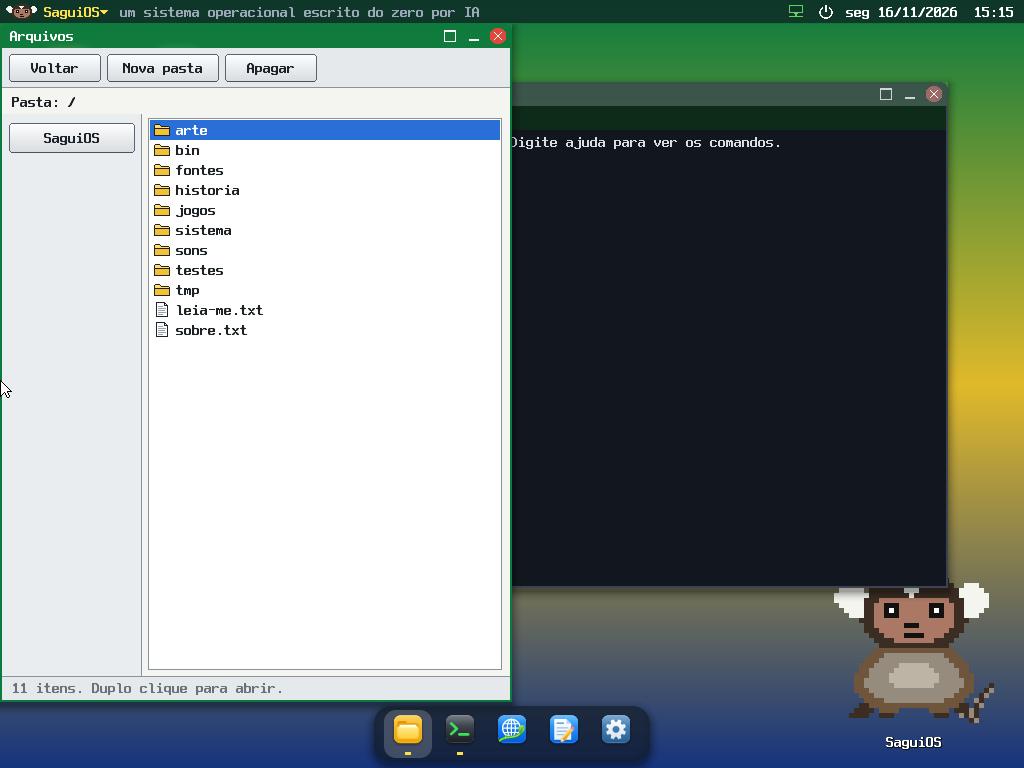 SaguiOS um sistema operacional escrito do zero por IA seg 16/11/2026 15:15
Arquivos
Voltar Nova pasta Apagar
Pasta: /
SaguiOS
arte
bin
fontes
historia
jogos
sistema
sons
testes
tmp
leia-me.txt
sobre.txt
11 itens. Duplo clique para abrir.
Digite ajuda para ver os comandos.
SaguiOS